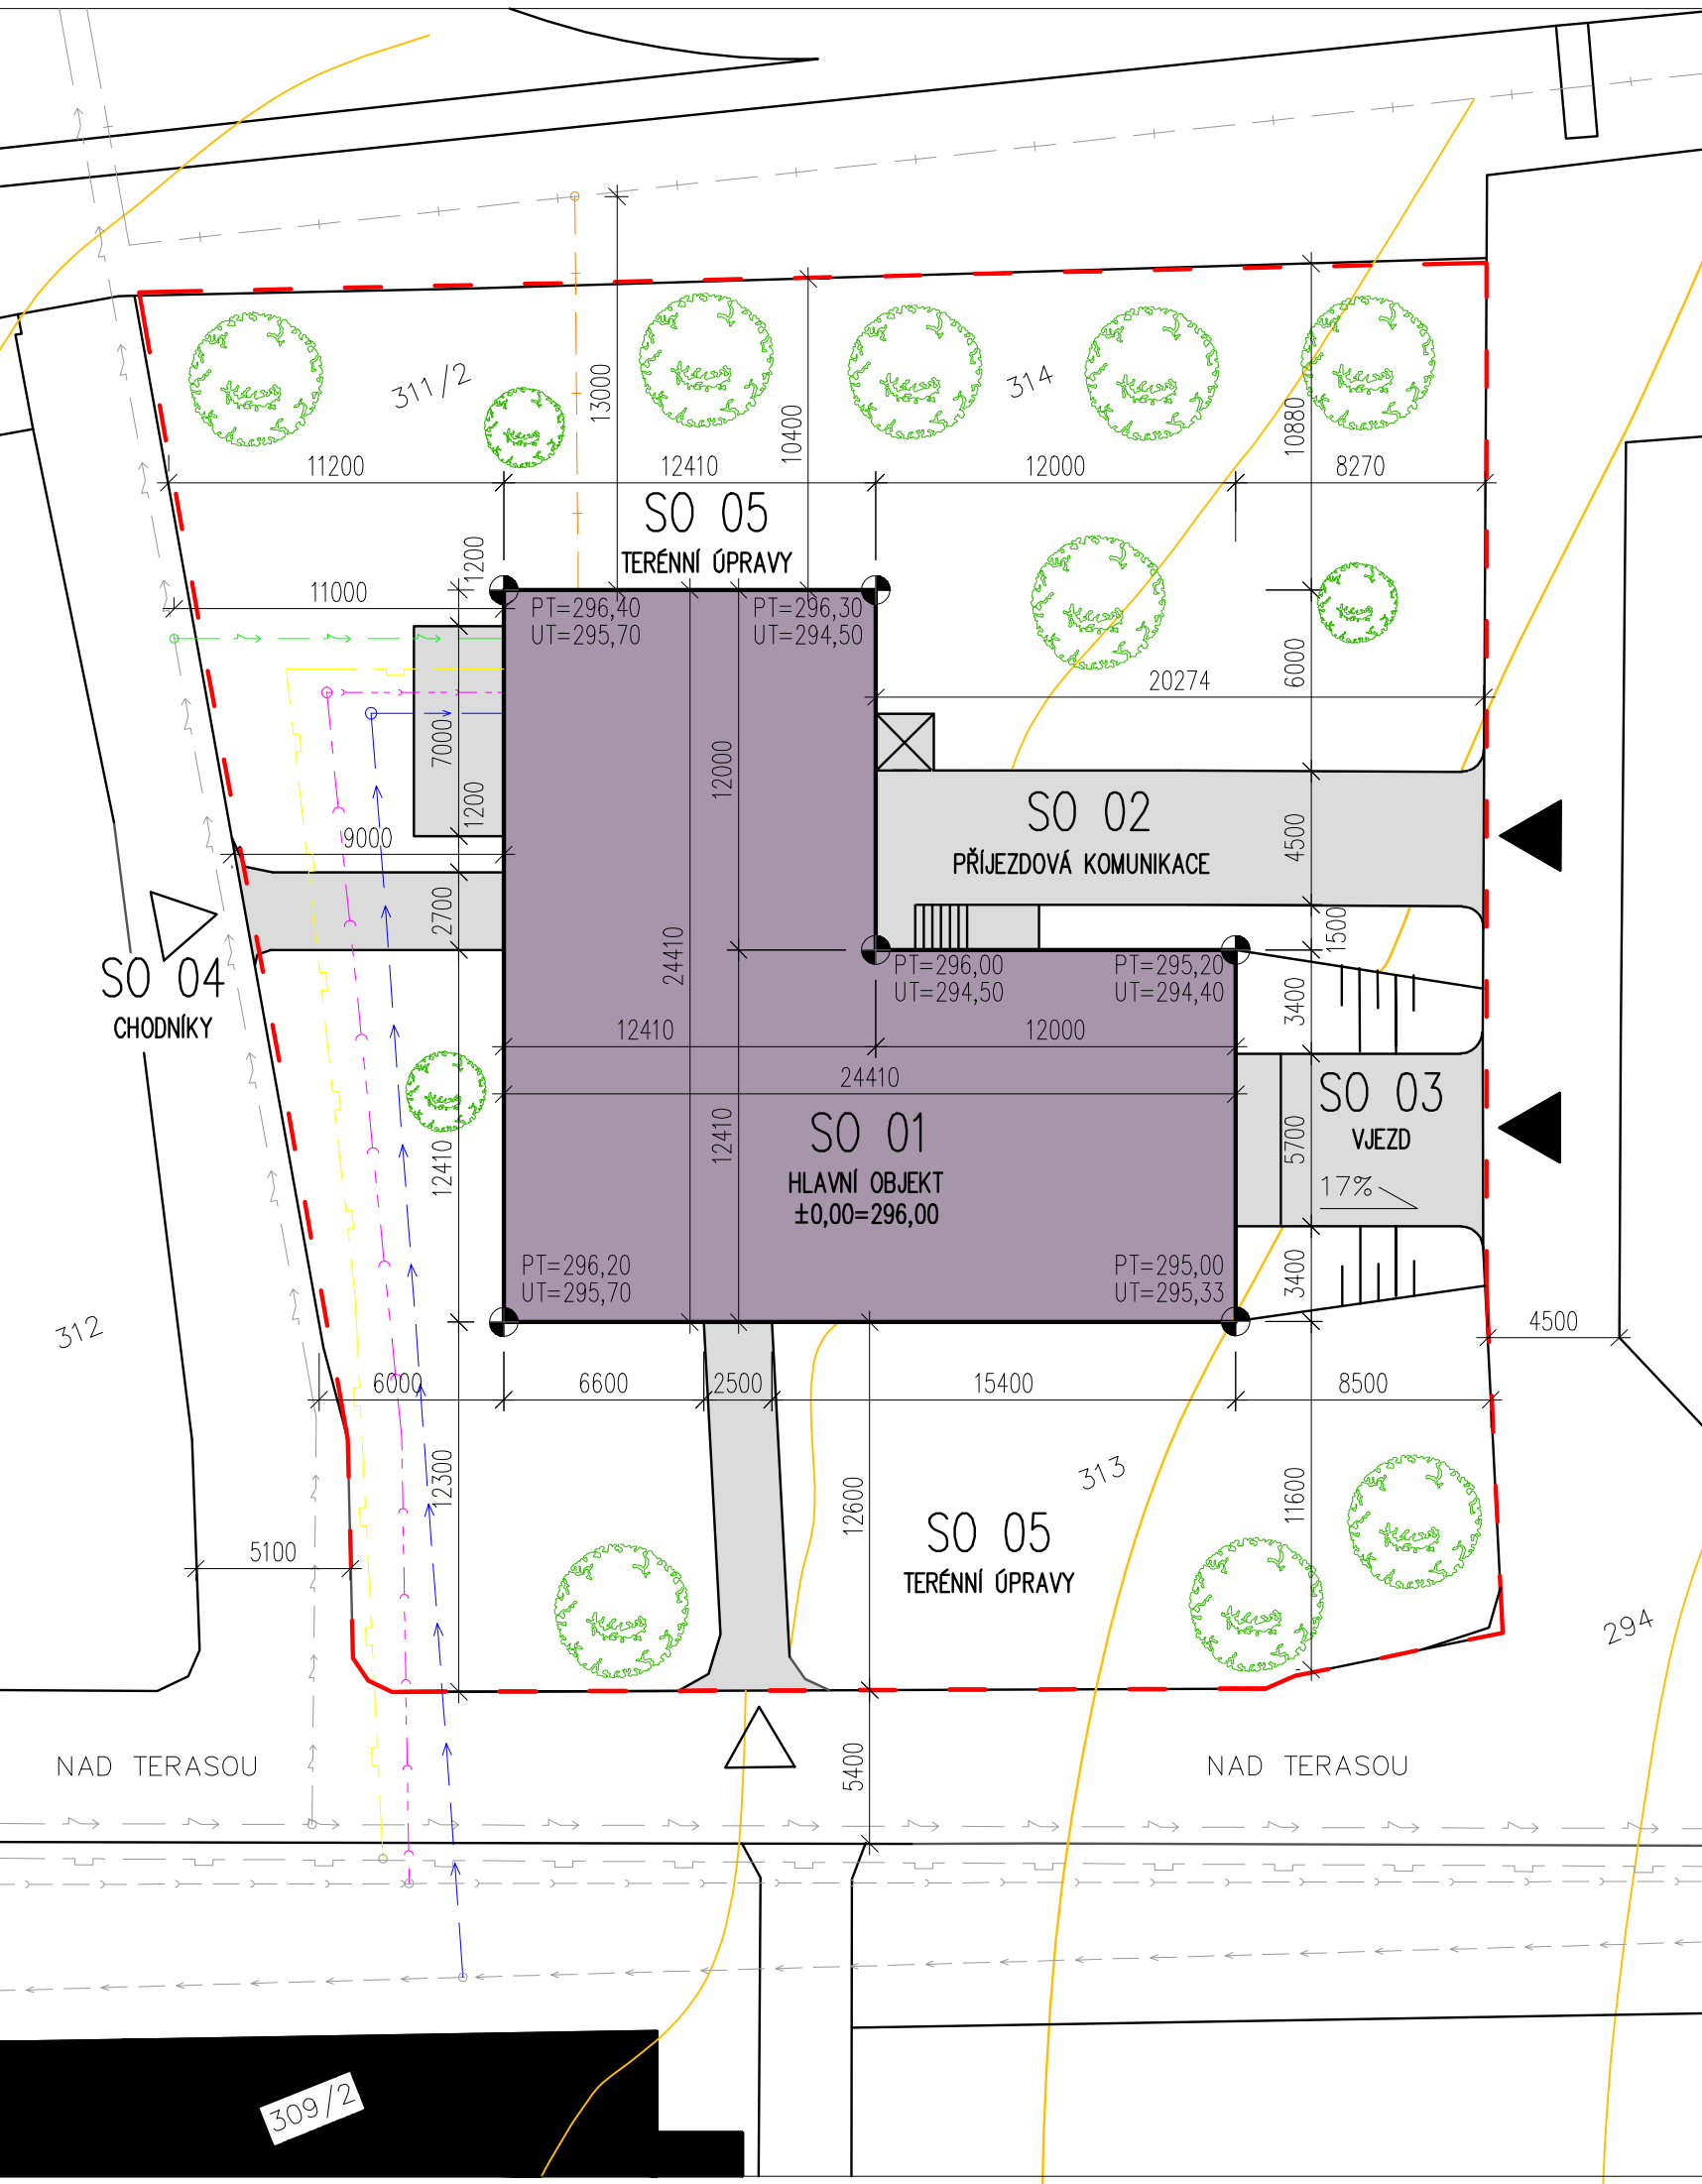 311/2
314
13000
10400
10880
11200
12410
12000
8270
SO 05
TERÉNNÍ ÚPRAVY
1200
11000
PT=296,40
UT=295,70
PT=296,30
UT=294,50
6000
20274
7000
12000
1200
9000
SO 02
PŘÍJEZDOVÁ KOMUNIKACE
4500
2700
24410
1500
SO 04
CHODNÍKY
PT=296,00
UT=294,50
PT=295,20
UT=294,40
3400
12410
12000
24410
SO 03
VJEZD
5700
17%
12410
12410
SO 01
HLAVNÍ OBJEKT
±0,00=296,00
PT=296,20
UT=295,70
PT=295,00
UT=295,33
3400
312
4500
6000
6600
2500
15400
8500
12300
12600
313
11600
5100
SO 05
TERÉNNÍ ÚPRAVY
294
NAD TERASOU
5400
NAD TERASOU
309/2